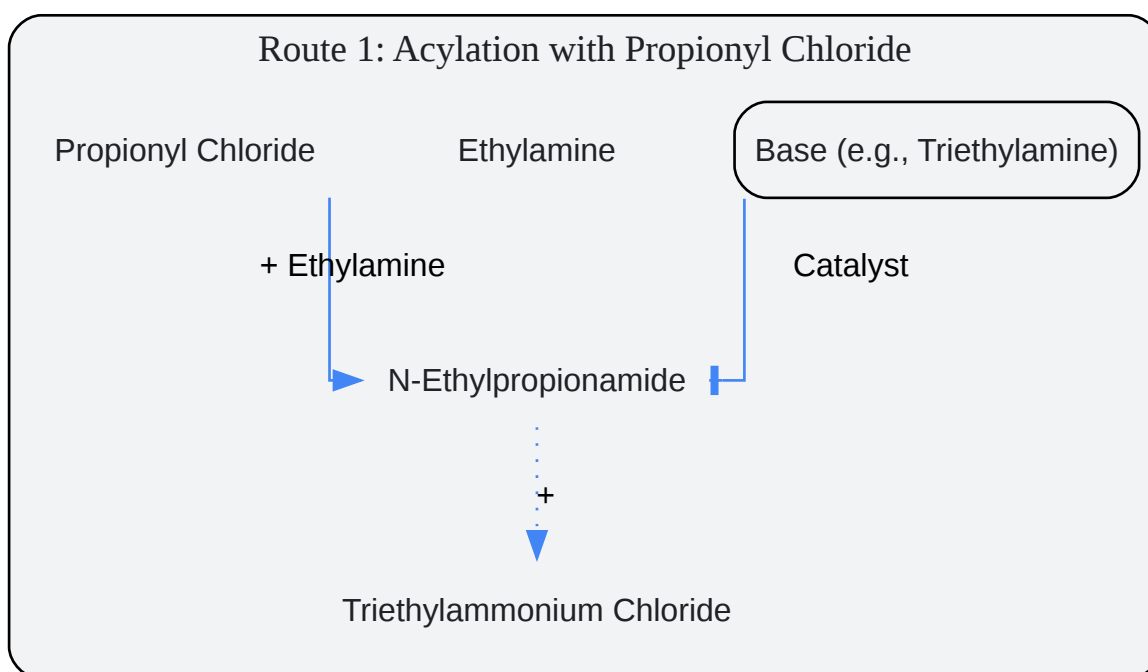 Route 1: Acylation with Propionyl Chloride
Propionyl Chloride
Ethylamine
Base (e.g., Triethylamine)
+ Ethylamine
Catalyst
N-Ethylpropionamide
+
Triethylammonium Chloride